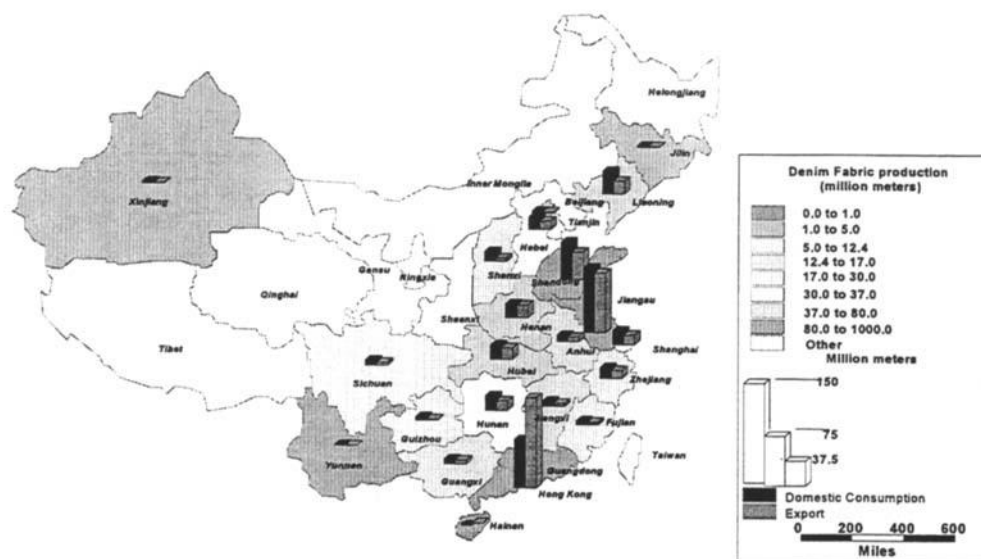 Helongjiang
Jilin
Xinjiang
Inner Monglia
Beijiang
Liaoning
Tianjin
Hebei
Gansu
Ningxia
Shanxi
Shandong
Qinghai
Jiangsu
Shaanxi
Henan
Anhui
Shanghai
Tibet
Hubei
Zhejiang
Sichuan
Hunan
Jiangxi
Fujian
Guizhou
Taiwan
Yunnan
Guangxi
Guangdong
Hong Kong
Hainan
Denim Fabric production
(million meters)
0.0 to 1.0
1.0 to 5.0
5.0 to 12.4
12.4 to 17.0
17.0 to 30.0
30.0 to 37.0
37.0 to 80.0
80.0 to 1000.0
Other
Million meters
150
75
37.5
Domestic Consumption
Export
0 200 400 600
Miles